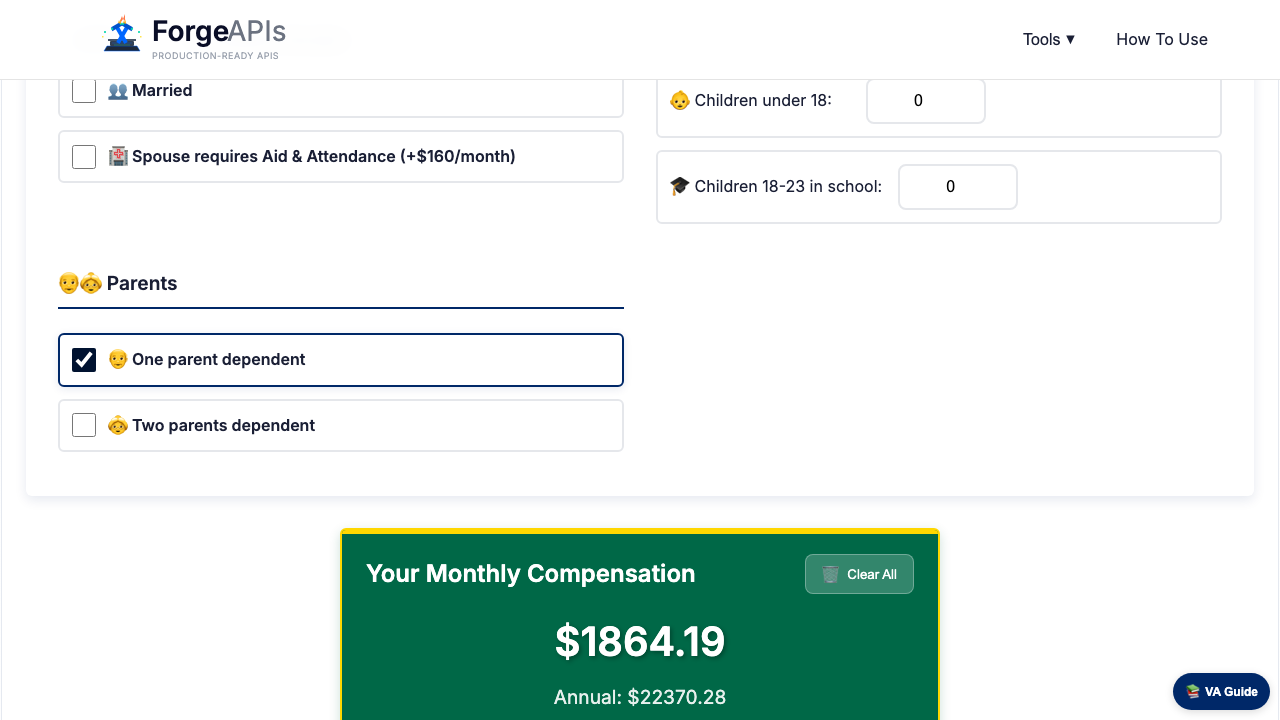 ForgeAPIs
PRODUCTION-READY APIS
Tools ▼
How To Use
Married
Spouse requires Aid & Attendance (+$160/month)
Children under 18:
0
Children 18-23 in school:
0
Parents
One parent dependent
Two parents dependent
Your Monthly Compensation
Clear All
$1864.19
Annual: $22370.28
VA Guide